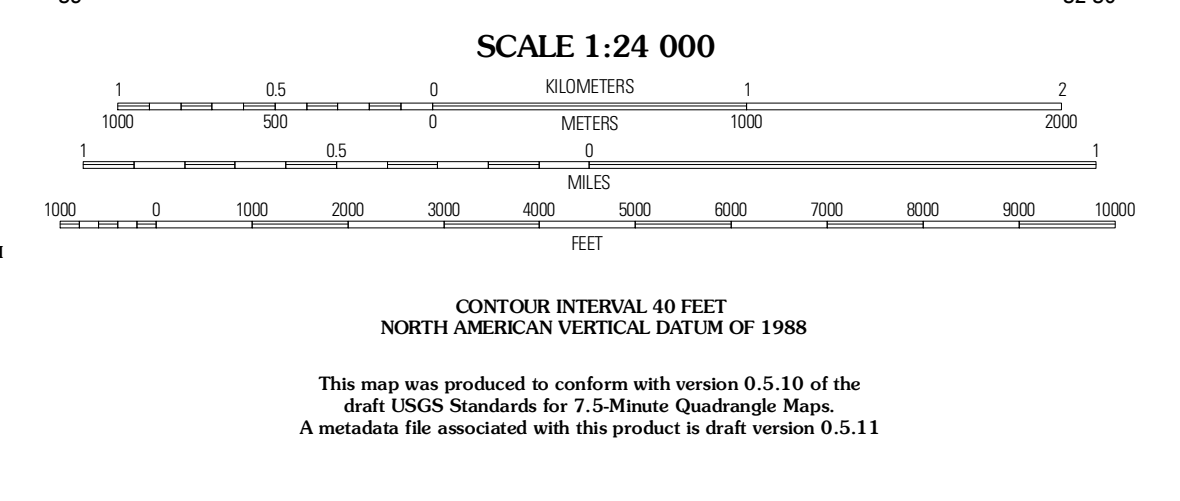 SCALE 1:24 000
1 0.5 0 KILOMETERS 1 2
1000 500 0 METERS 1000 2000
1 0.5 0 1
MILES
1000 0 1000 2000 3000 4000 5000 6000 7000 8000 9000 10000
FEET
CONTOUR INTERVAL 40 FEET
NORTH AMERICAN VERTICAL DATUM OF 1988
This map was produced to conform with version 0.5.10 of the
draft USGS Standards for 7.5-Minute Quadrangle Maps.
A metadata file associated with this product is draft version 0.5.11